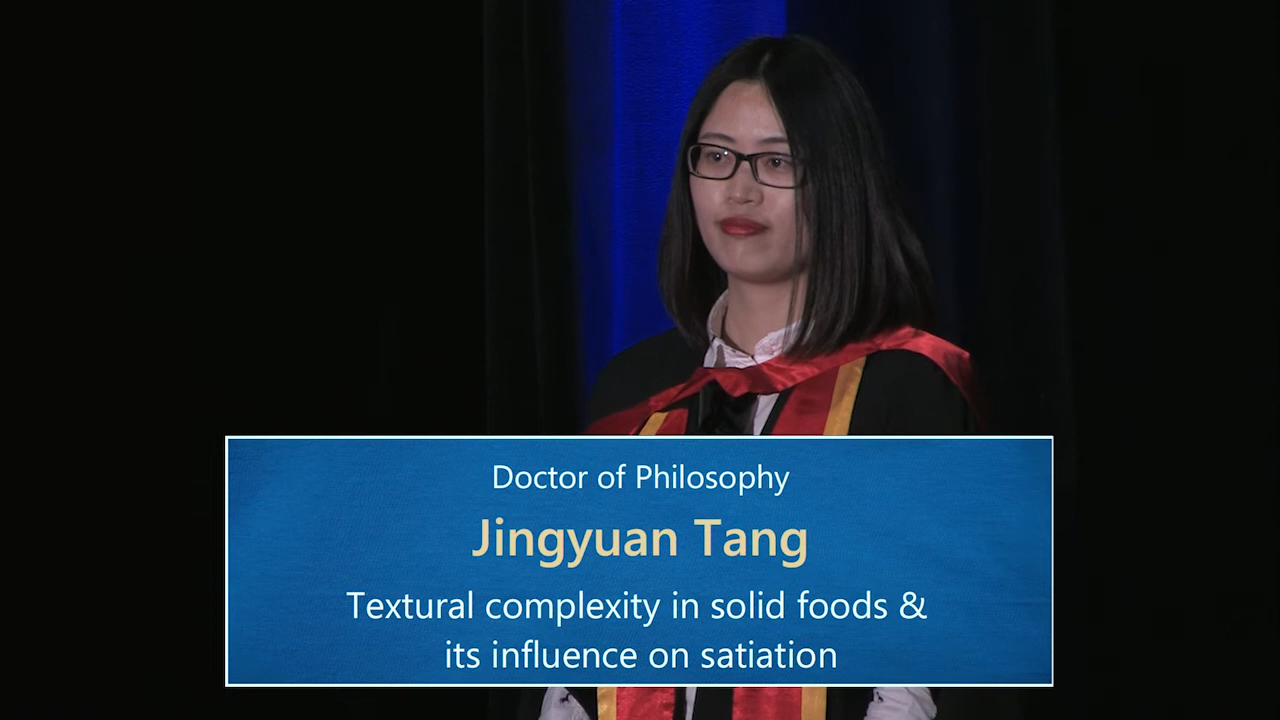 Doctor of Philosophy
Jingyuan Tang
Textural complexity in solid foods &
its influence on satiation